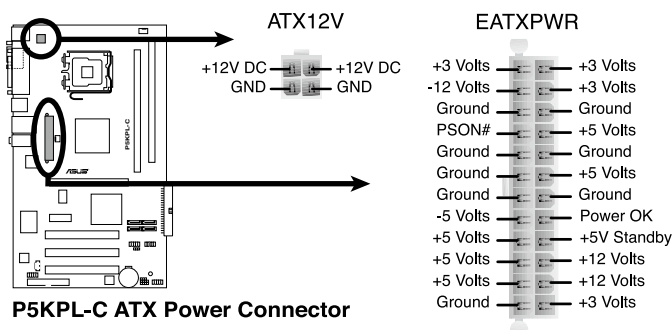 ATX12V
+12V DC +12V DC
GND GND
EATXPWR
+3 Volts +3 Volts
-12 Volts +3 Volts
Ground Ground
PSON# +5 Volts
Ground Ground
Ground +5 Volts
Ground Ground
-5 Volts Power OK
+5 Volts +5V Standby
+5 Volts +12 Volts
+5 Volts +12 Volts
Ground +3 Volts
P5KPL-C
ASUS
P5KPL-C ATX Power Connector